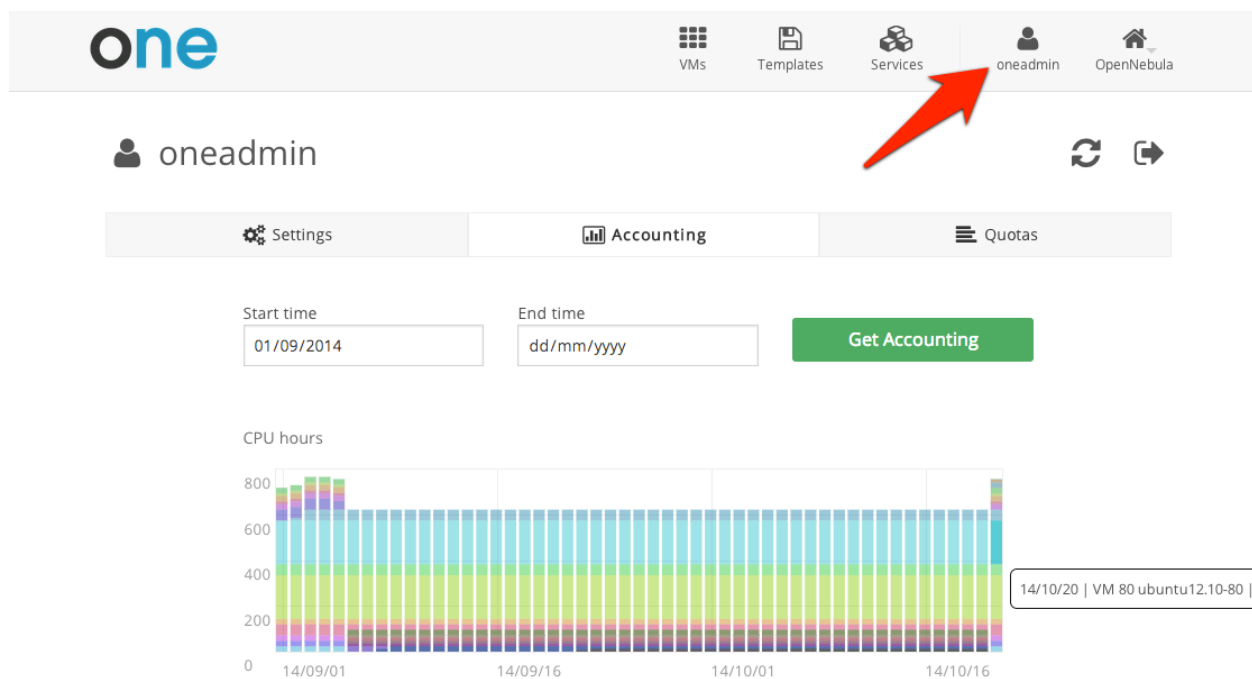 one
VMs Templates Services oneadmin OpenNebula
oneadmin
Settings Accounting Quotas
Start time End time
01/09/2014 dd/mm/yyyy Get Accounting
CPU hours
800
600
400
14/10/20 | VM 80 ubuntu12.10-80 |
200
0
14/09/01 14/09/16 14/10/01 14/10/16